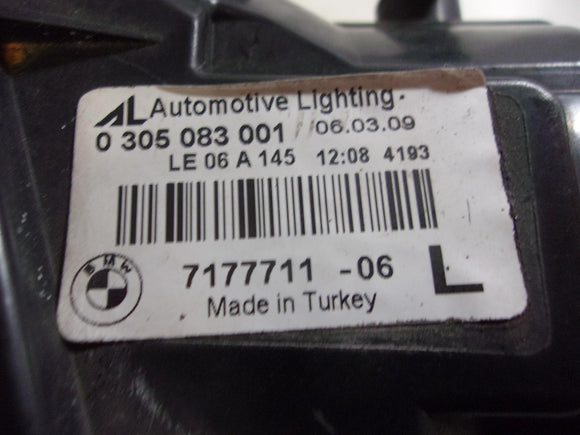 AL Automotive Lighting
0 305 083 001 06.03.09
LE 06 A 145 12:08 4193
BMW
7177711 -06 L
Made in Turkey